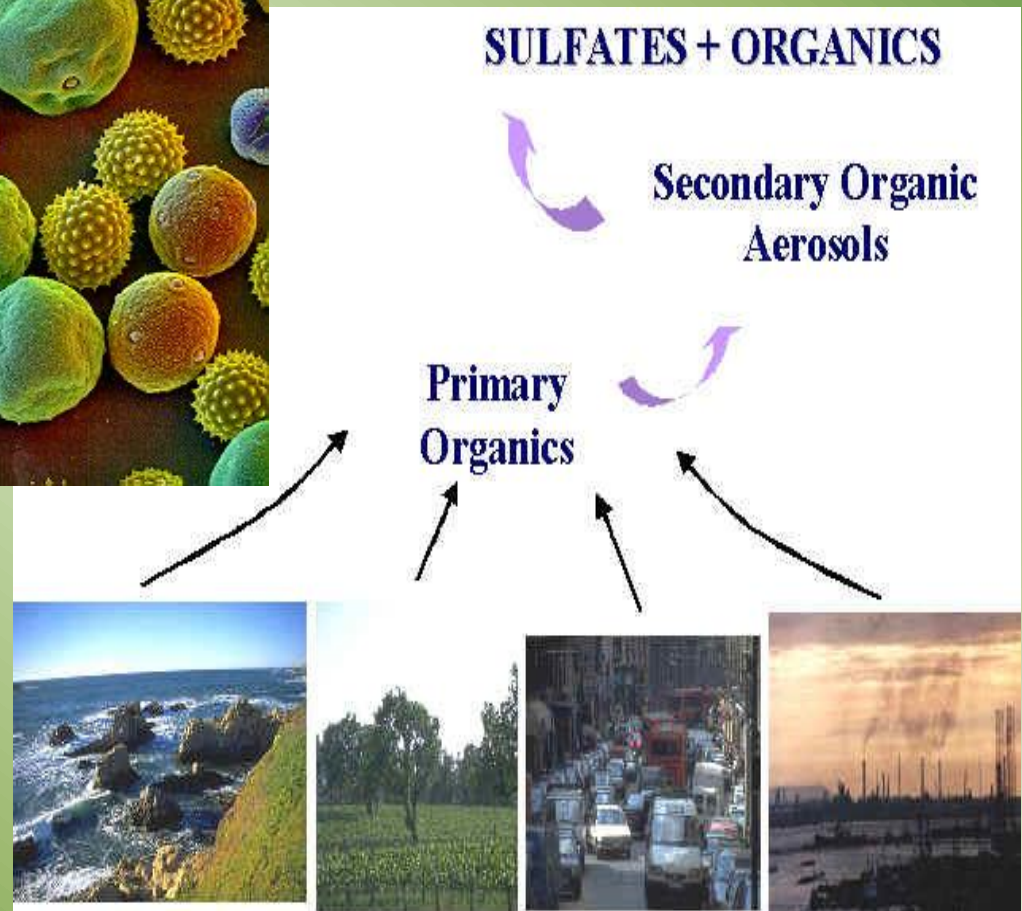 SULFATES + ORGANICS
Secondary Organic
Aerosols
Primary
Organics